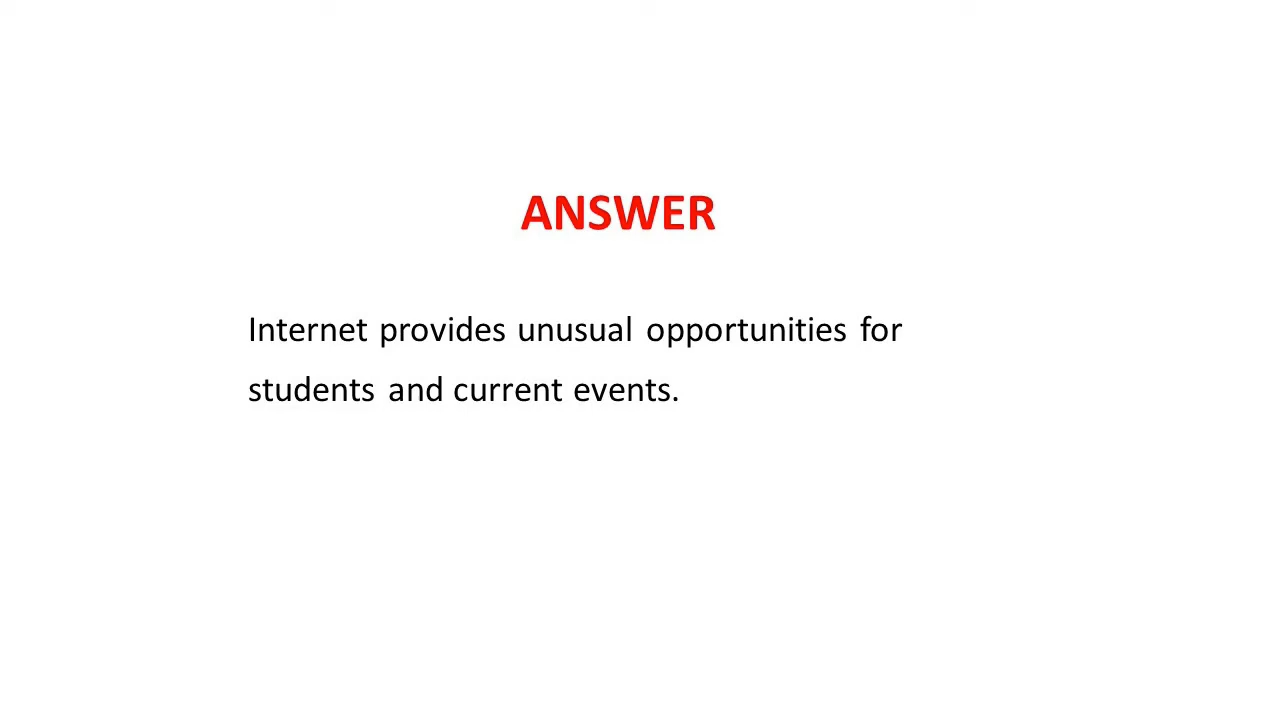 ANSWER
Internet provides unusual opportunities for
students and current events.